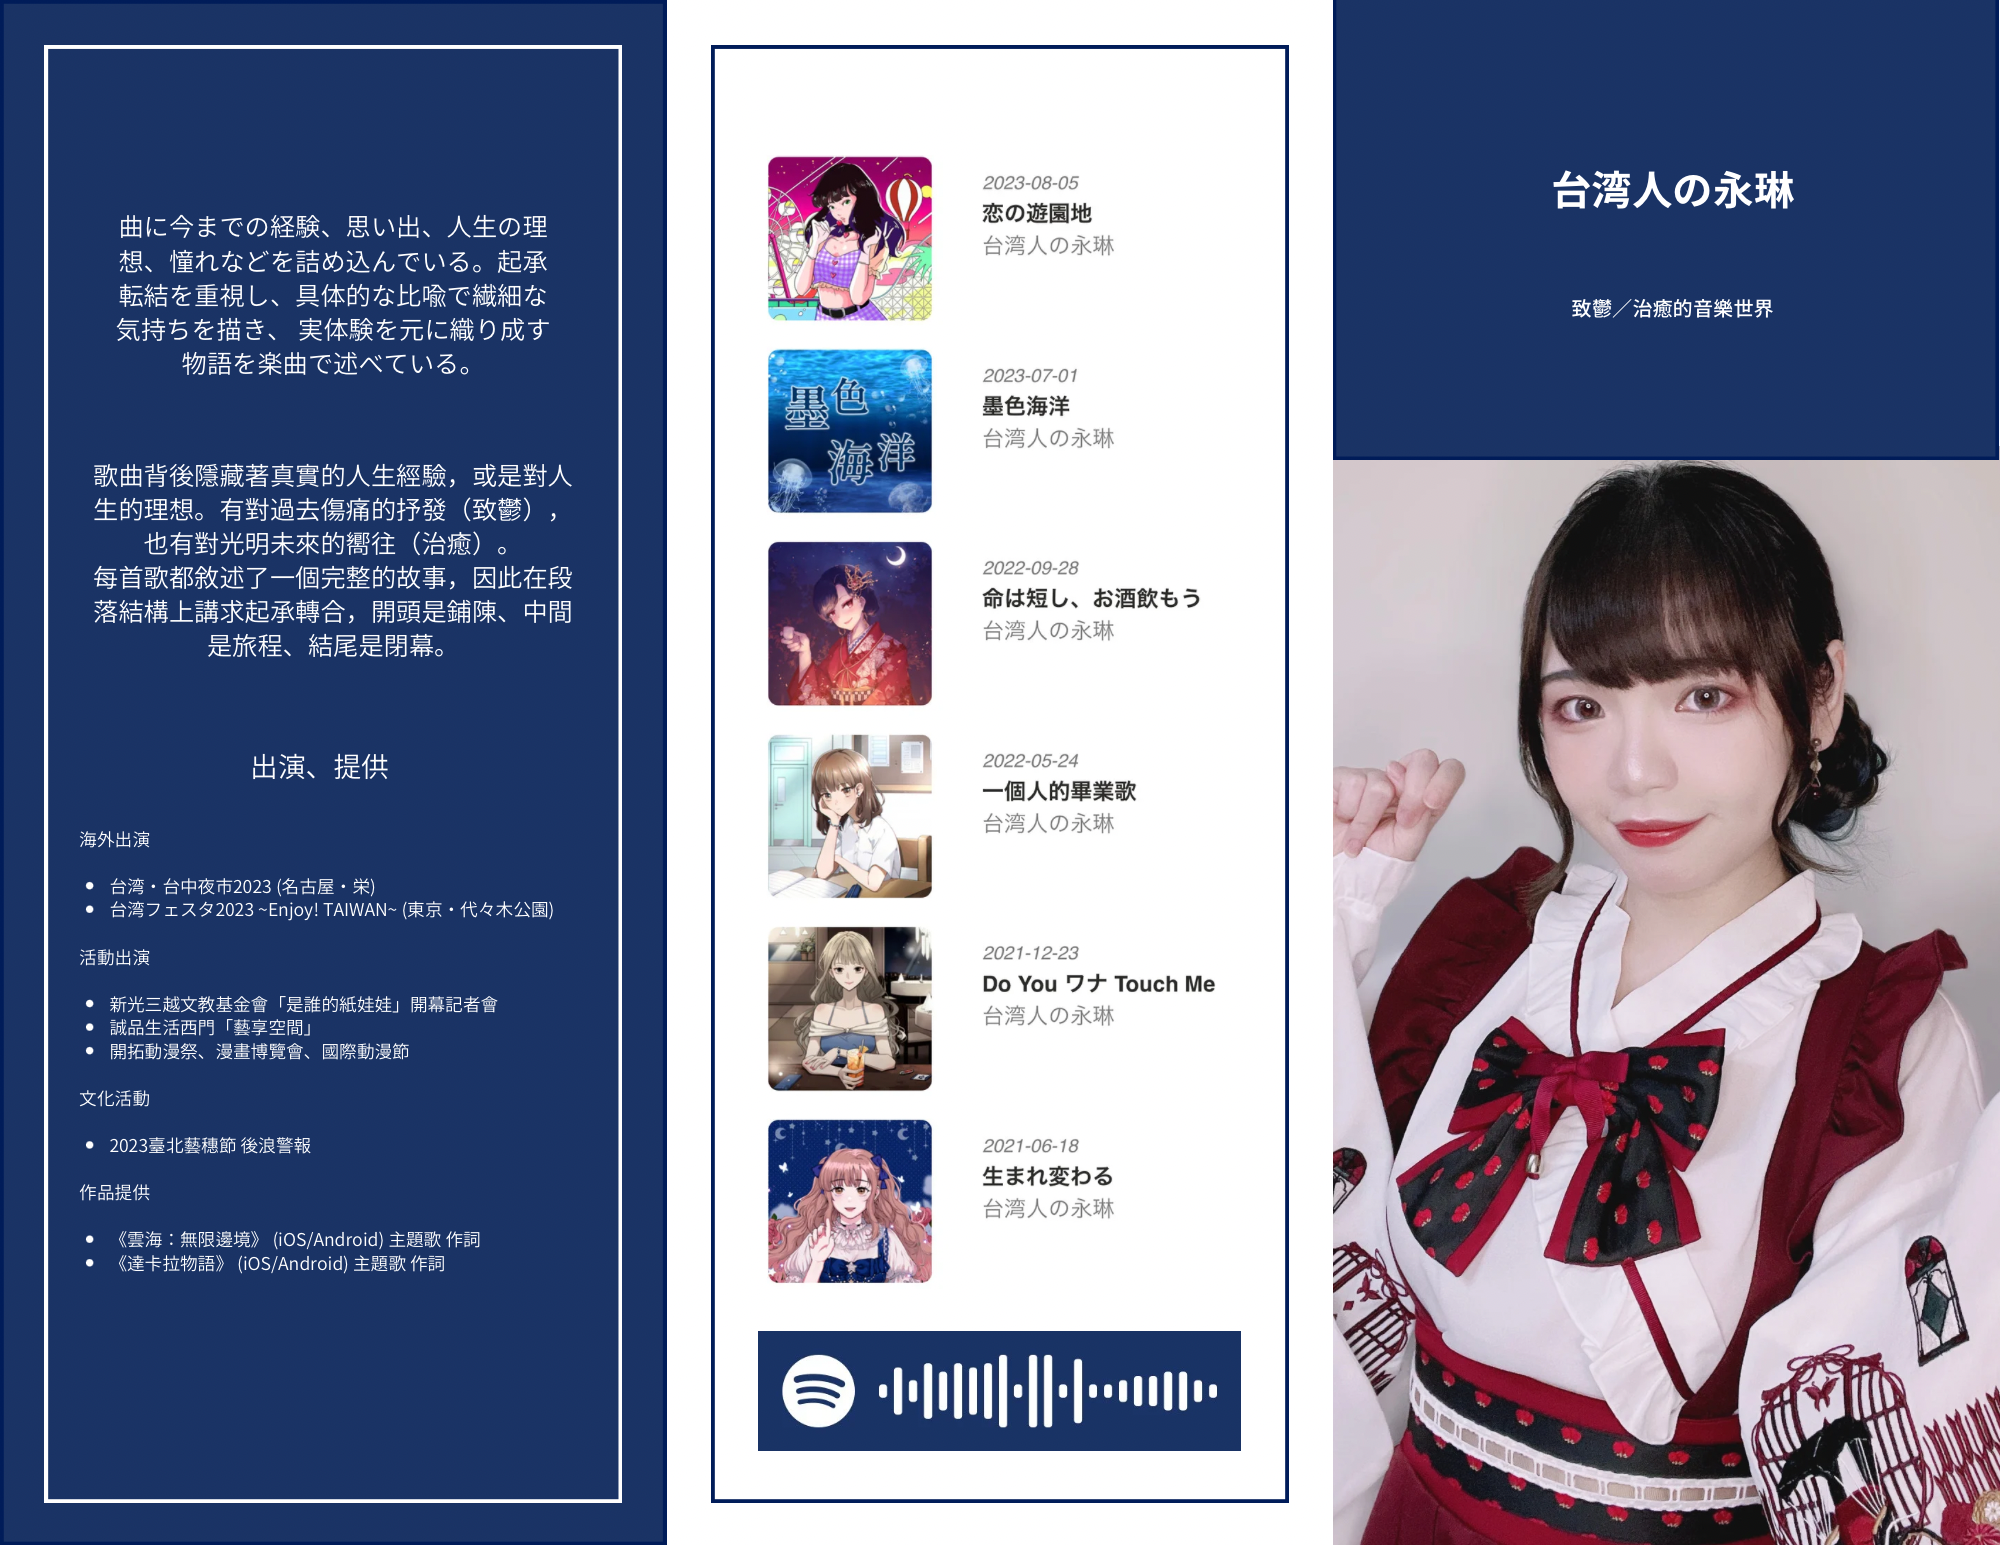 曲に今までの経験、思い出、人生の理
想、憧れなどを詰め込んでいる。起承
転結を重視し、具体的な比喩で繊細な
気持ちを描き、 実体験を元に織り成す
物語を楽曲で述べている。
歌曲背後隱藏著真實的人生經驗，或是對人
生的理想。有對過去傷痛的抒發（致鬱），
也有對光明未來的嚮往（治癒）。
每首歌都敘述了一個完整的故事，因此在段
落結構上講求起承轉合，開頭是鋪陳、中間
是旅程、結尾是閉幕。
出演、提供
海外出演
• 台湾・台中夜市2023 (名古屋・栄)
• 台湾フェスタ2023 ~Enjoy! TAIWAN~ (東京・代々木公園)
活動出演
• 新光三越文教基金會「是誰的紙娃娃」開幕記者會
• 誠品生活西門「藝享空間」
• 開拓動漫祭、漫畫博覽會、國際動漫節
文化活動
• 2023臺北藝穗節 後浪警報
作品提供
• 《雲海：無限邊境》 (iOS/Android) 主題歌 作詞
• 《達卡拉物語》 (iOS/Android) 主題歌 作詞
2023-08-05
恋の遊園地
台湾人の永琳
墨色
海洋
2023-07-01
墨色海洋
台湾人の永琳
2022-09-28
命は短し、お酒飲もう
台湾人の永琳
2022-05-24
一個人的畢業歌
台湾人の永琳
2021-12-23
Do You ワナ Touch Me
台湾人の永琳
2021-06-18
生まれ変わる
台湾人の永琳
台湾人の永琳
致鬱／治癒的音樂世界